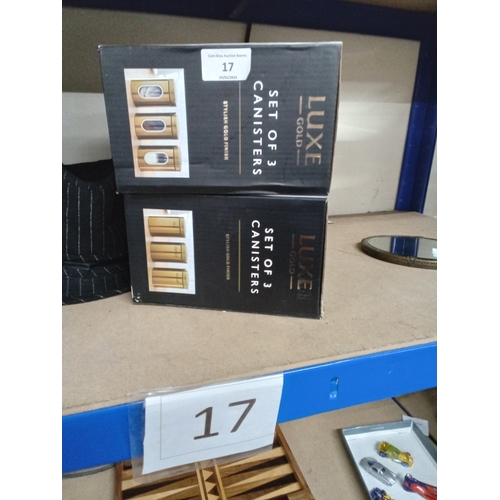 17
LUXE
GOLD
SET OF 3
CANISTERS
STYLISH GOLD FINISH
LUXE
GOLD
SET OF 3
CANISTERS
STYLISH GOLD FINISH
17